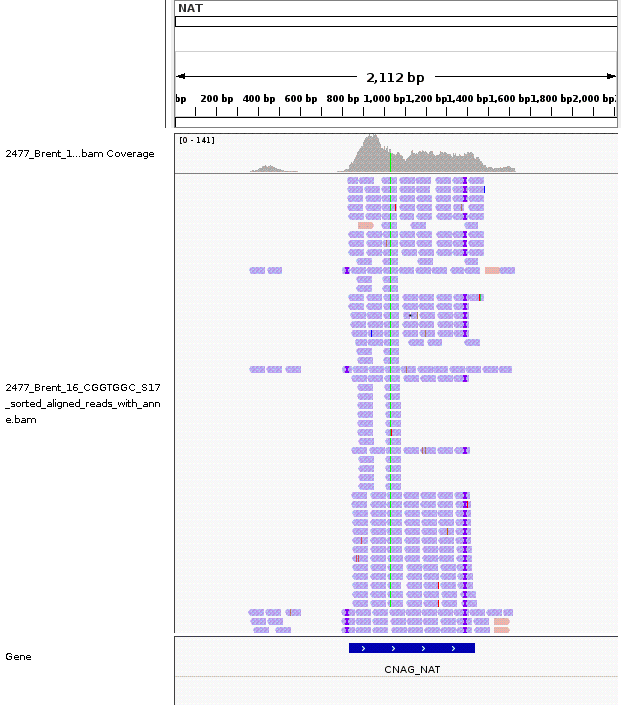 NAT
2,112 bp
bp 200 bp 400 bp 600 bp 800 bp 1,000 bp 1,200 bp 1,400 bp 1,600 bp 1,800 bp 2,000 bp
[0 - 141]
2477_Brent_1...bam Coverage
2477_Brent_16_CGGTGGC_S17
_sorted_aligned_reads_with_ann
e.bam
Gene
CNAG_NAT